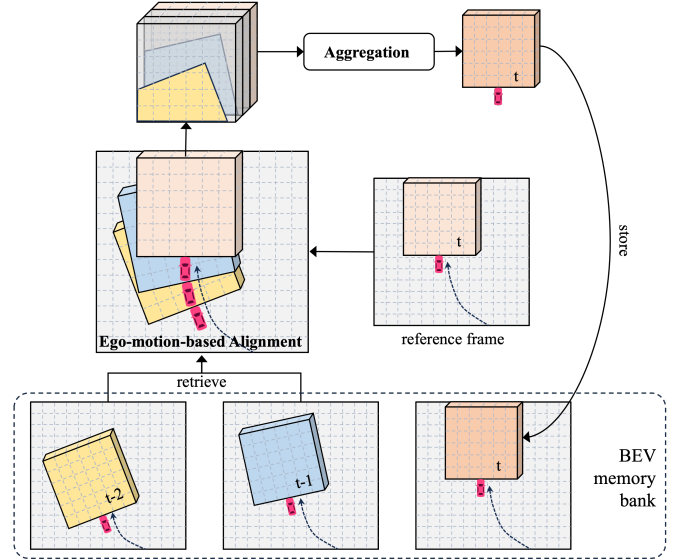 Aggregation
t
store
t
reference frame
Ego-motion-based Alignment
retrieve
t-2
t-1
t
BEV
memory
bank